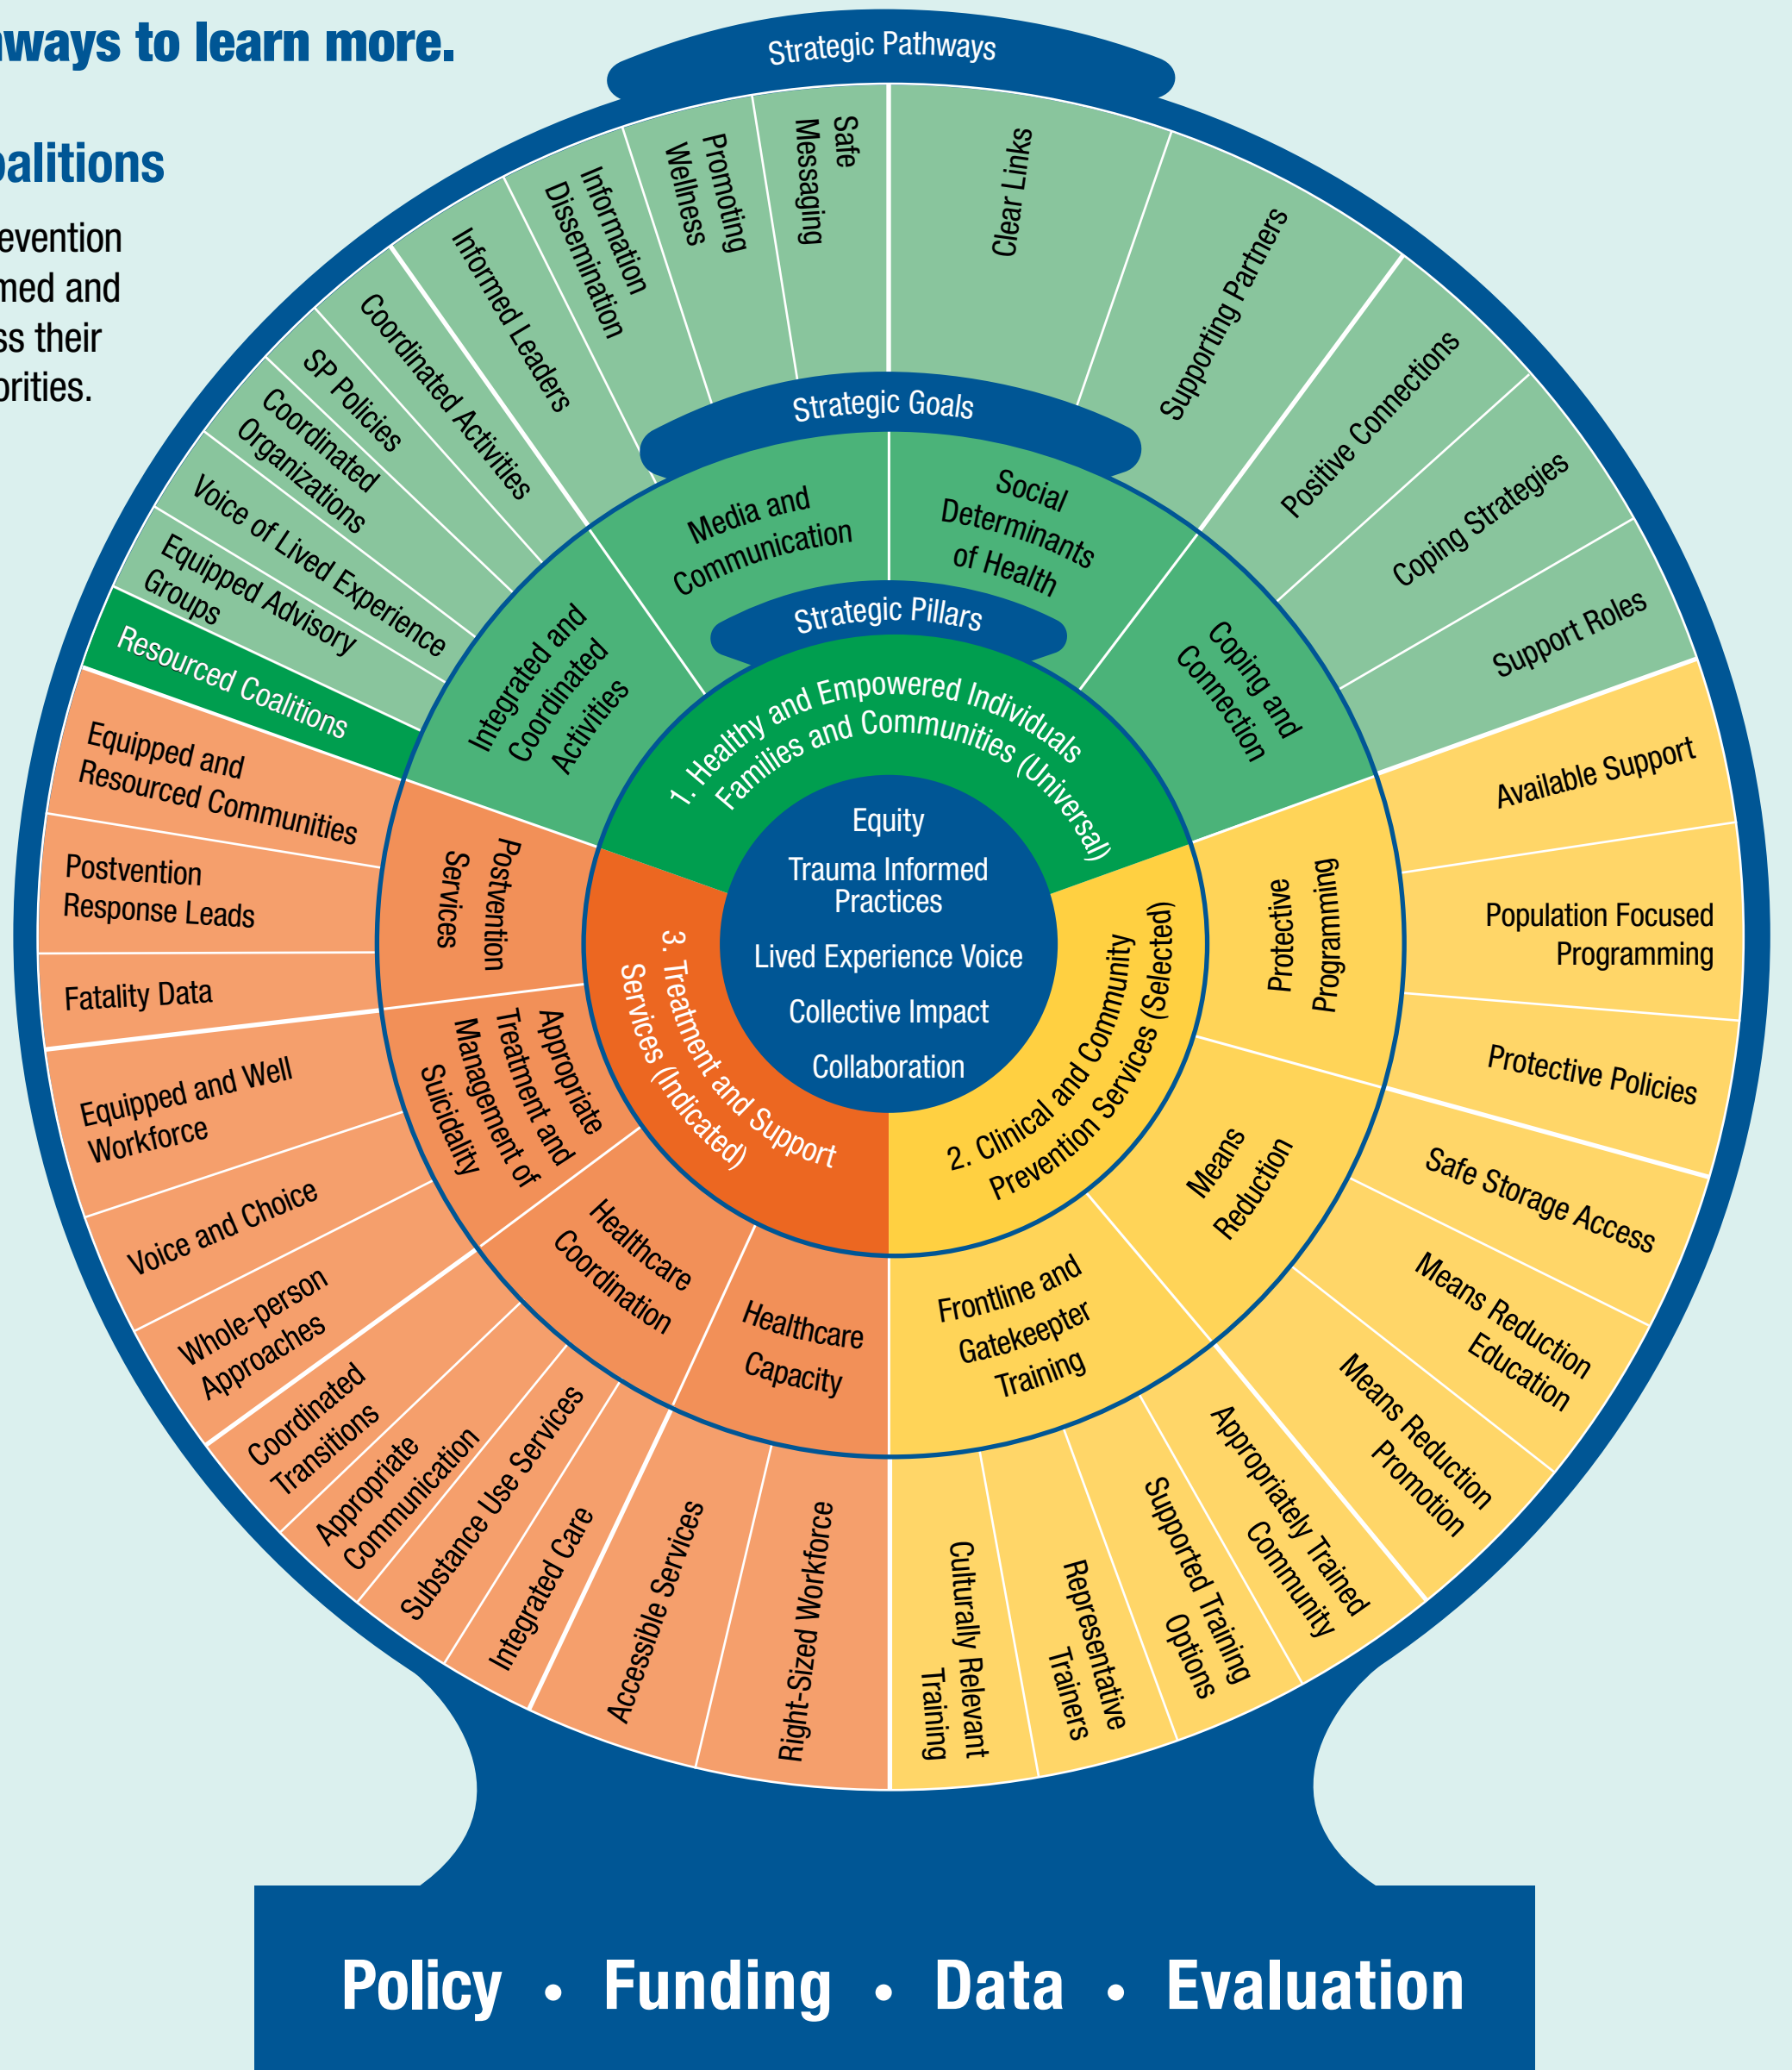 ways to learn more.
alitions
evention
med and
ss their
orities.
Strategic Pathways
Safe
Messaging
Promoting
Wellness
Information
Dissemination
Informed Leaders
Clear Links
Supporting Partners
Coordinated Activities
SP Policies
Coordinated
Organizations
Voice of Lived Experience
Equipped Advisory
Groups
Resourced Coalitions
Positive Connections
Coping Strategies
Support Roles
Strategic Goals
Media and
Communication
Social
Determinants
of Health
Integrated and
Coordinated
Activities
Coping and
Connection
Strategic Pillars
1. Healthy and Empowered Individuals
Families and Communities (Universal)
Equity
Trauma Informed
Practices
Lived Experience Voice
Collective Impact
Collaboration
2. Clinical and Community
Prevention Services (Selected)
3. Treatment and Support
Services (Indicated)
Protective
Programming
Means
Reduction
Frontline and
Gatekeeper
Training
Available Support
Population Focused
Programming
Protective Policies
Safe Storage Access
Means Reduction
Education
Means Reduction
Promotion
Appropriately Trained
Community
Supported Training
Options
Representative
Trainers
Culturally Relevant
Training
Postvention
Services
Appropriate
Treatment and
Management of
Suicidality
Healthcare
Coordination
Healthcare
Capacity
Equipped and
Resourced Communities
Postvention
Response Leads
Fatality Data
Equipped and Well
Workforce
Voice and Choice
Whole-person
Approaches
Coordinated
Transitions
Appropriate
Communication
Substance Use Services
Integrated Care
Accessible Services
Right-Sized Workforce
Policy • Funding • Data • Evaluation